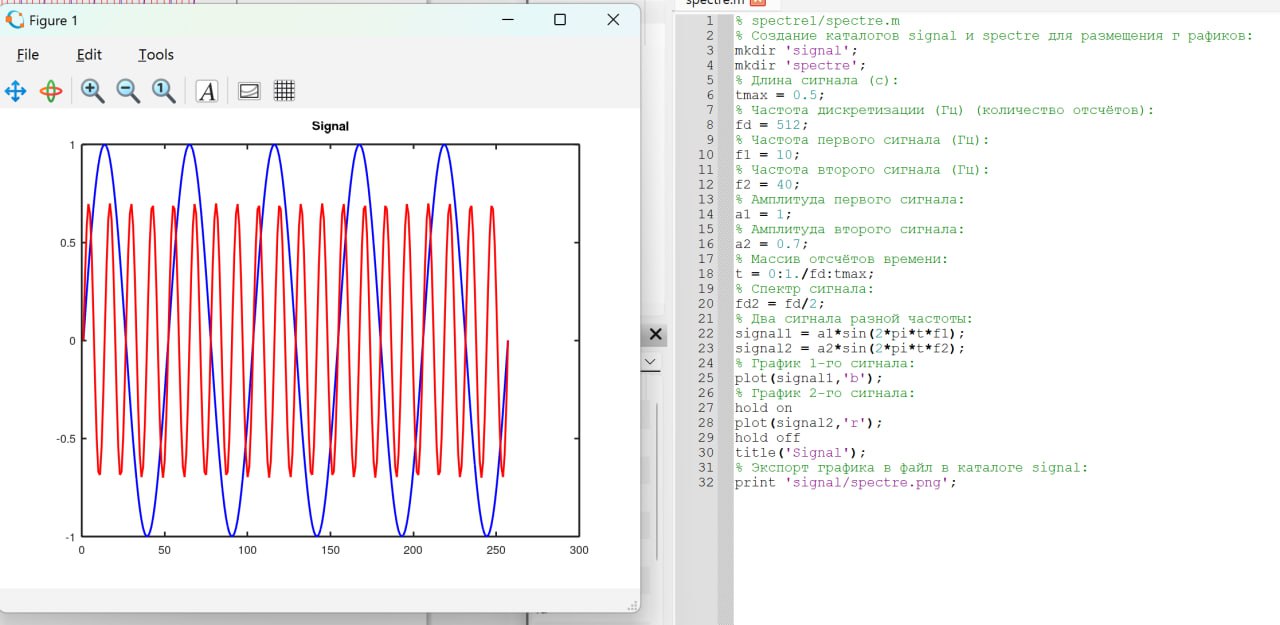 Figure 1
File Edit Tools
A
Signal
1
0.5
0
-0.5
-1
0 50 100 150 200 250 300
spectre.m
1 % spectre1/spectre.m
2 % Создание каталогов signal и spectre для размещения г рафиков:
3 mkdir 'signal';
4 mkdir 'spectre';
5 % Длина сигнала (с):
6 tmax = 0.5;
7 % Частота дискретизации (Гц) (количество отсчётов):
8 fd = 512;
9 % Частота первого сигнала (Гц):
10 f1 = 10;
11 % Частота второго сигнала (Гц):
12 f2 = 40;
13 % Амплитуда первого сигнала:
14 a1 = 1;
15 % Амплитуда второго сигнала:
16 a2 = 0.7;
17 % Массив отсчётов времени:
18 t = 0:1./fd:tmax;
19 % Спектр сигнала:
20 fd2 = fd/2;
21 % Два сигнала разной частоты:
22 signal1 = a1*sin(2*pi*t*f1);
23 signal2 = a2*sin(2*pi*t*f2);
24 % График 1-го сигнала:
25 plot(signal1,'b');
26 % График 2-го сигнала:
27 hold on
28 plot(signal2,'r');
29 hold off
30 title('Signal');
31 % Экспорт графика в файл в каталоге signal:
32 print 'signal/spectre.png';